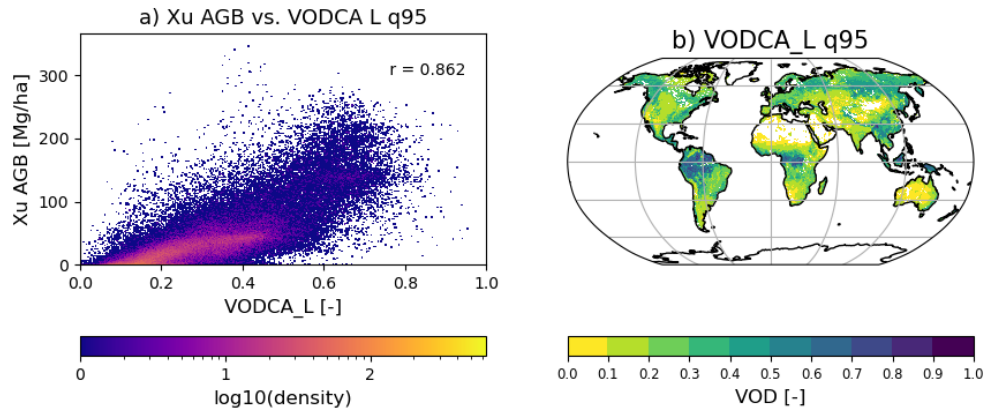 a) Xu AGB vs. VODCA L q95
r = 0.862
300
200
100
0
Xu AGB [Mg/ha]
0.0 0.2 0.4 0.6 0.8 1.0
VODCA_L [-]
0 1 2
log10(density)
b) VODCA_L q95
0.0 0.1 0.2 0.3 0.4 0.5 0.6 0.7 0.8 0.9 1.0
VOD [-]